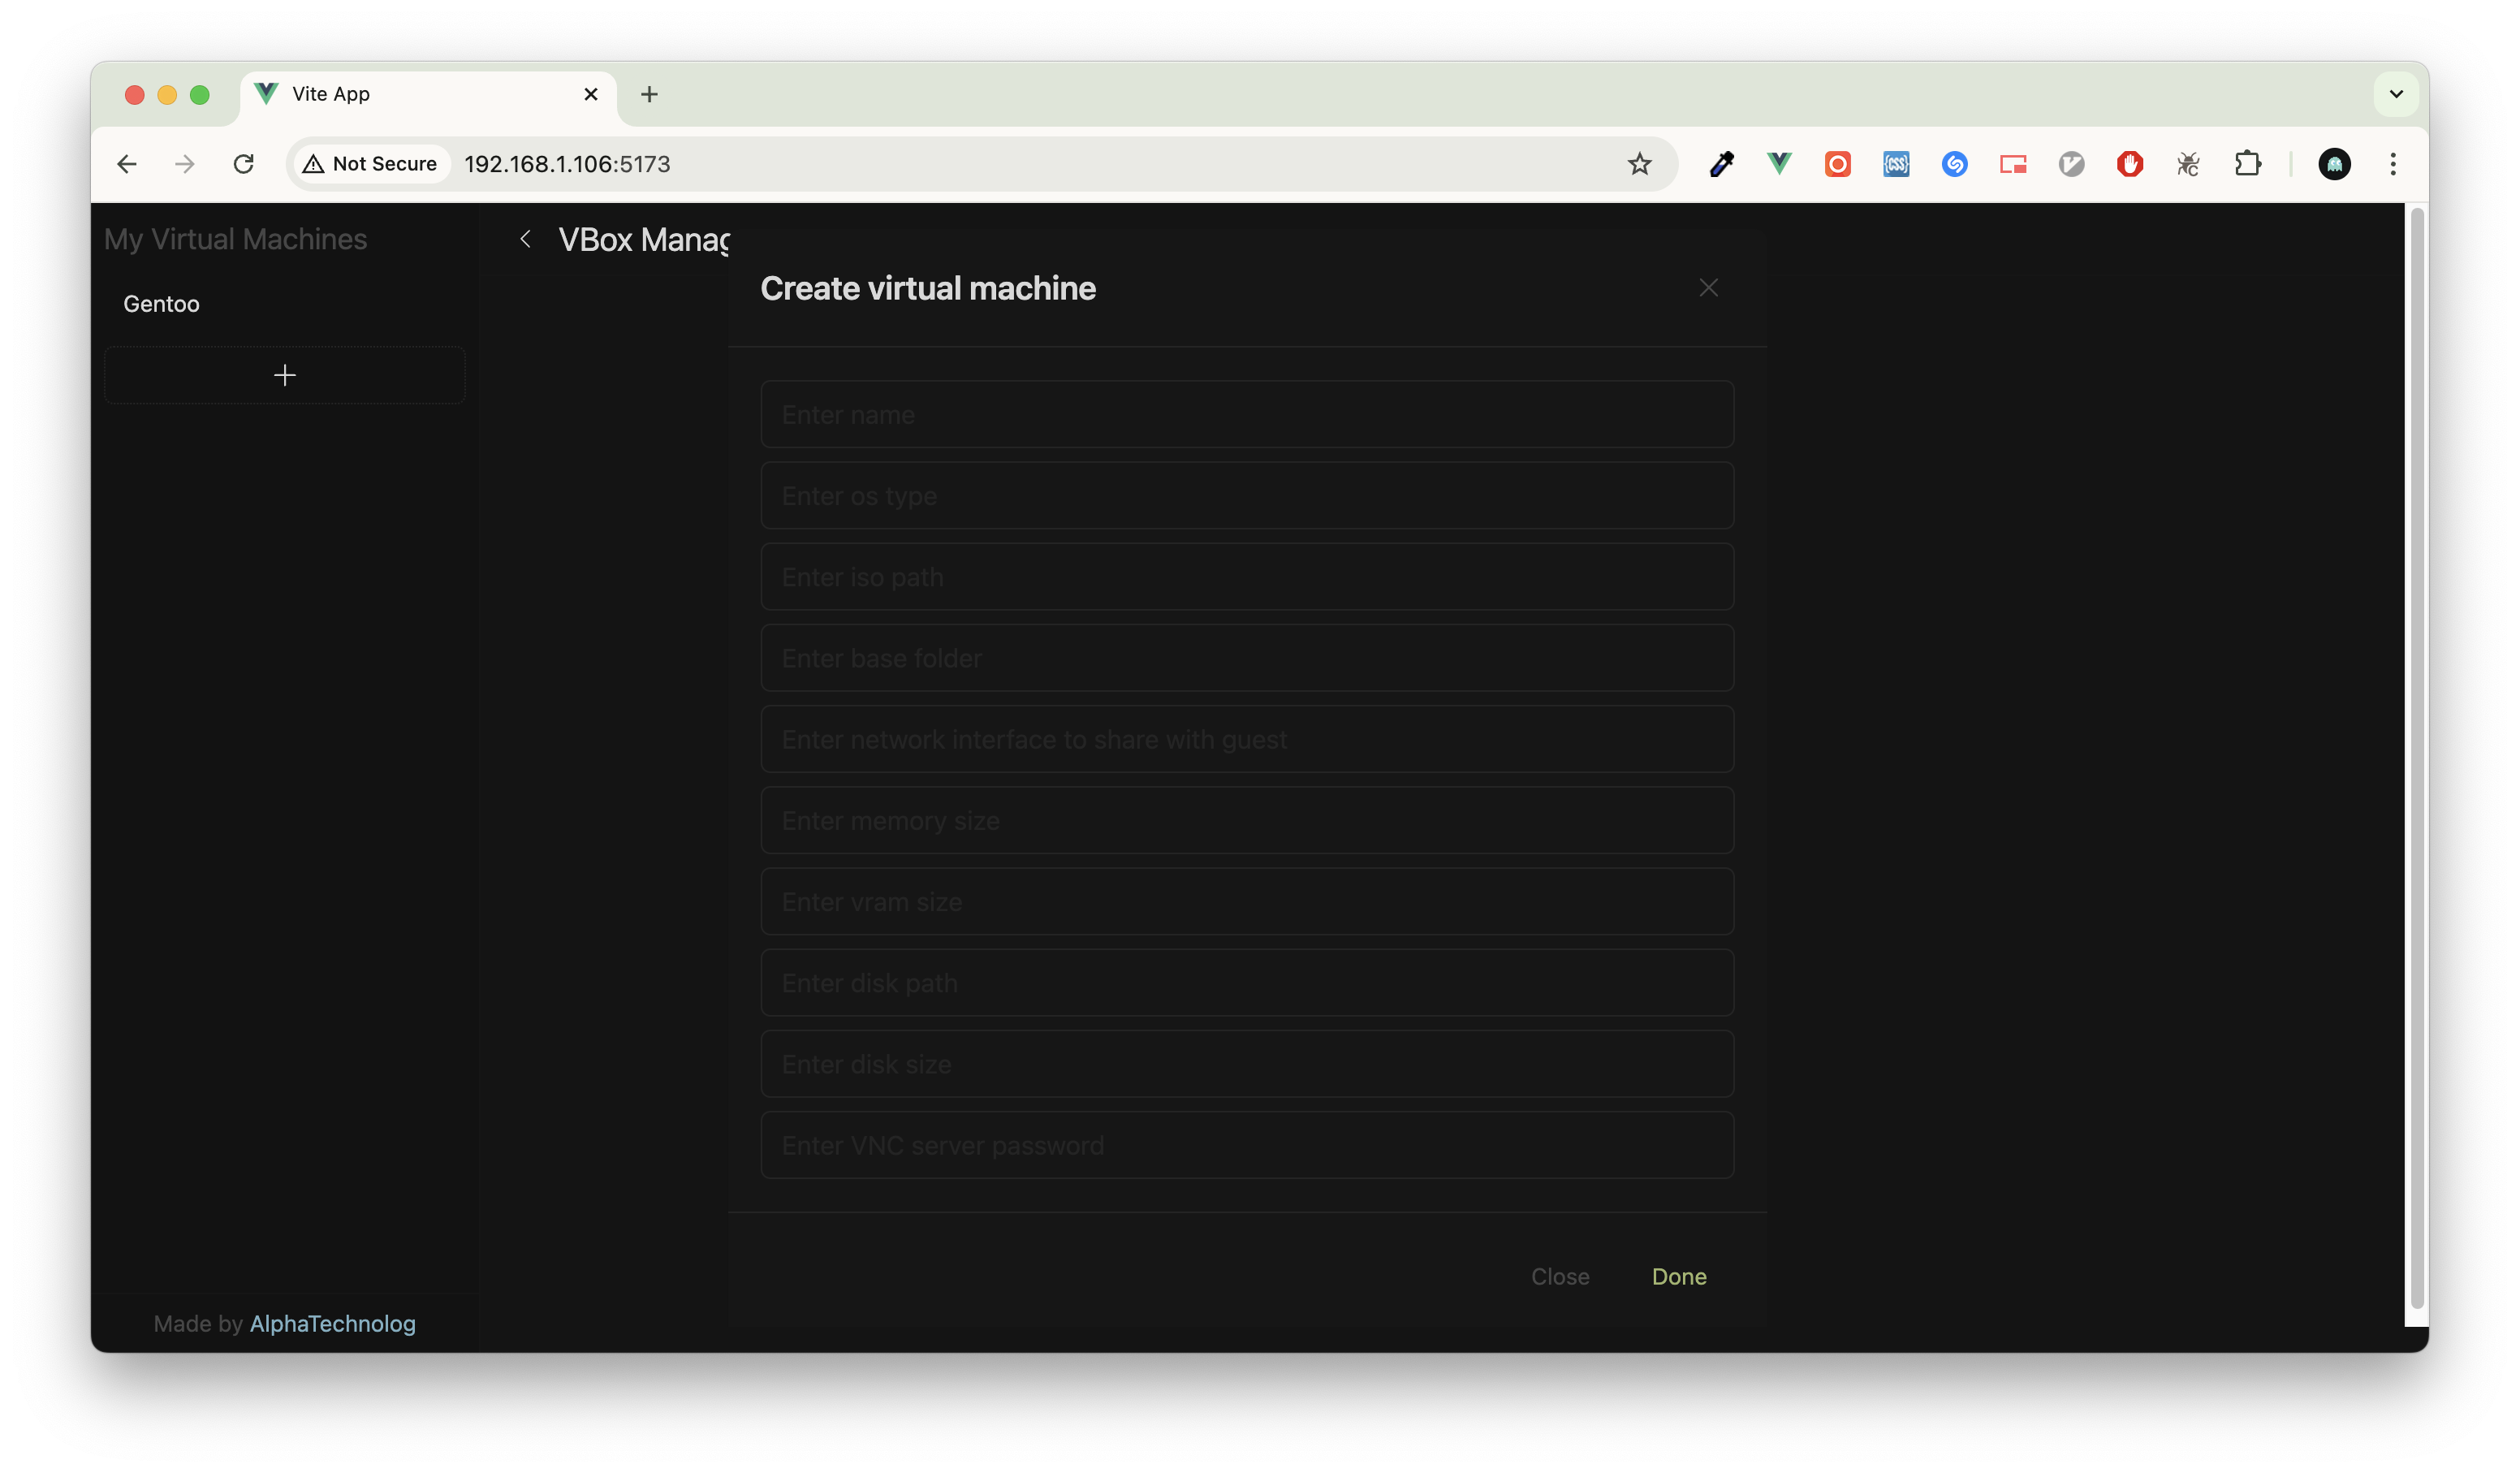 Vite App
Not Secure
192.168.1.106:5173
My Virtual Machines
VBox Manag
Gentoo
Create virtual machine
Enter name
Enter os type
Enter iso path
Enter base folder
Enter network interface to share with guest
Enter memory size
Enter vram size
Enter disk path
Enter disk size
Enter VNC server password
Close
Done
Made by AlphaTechnolog